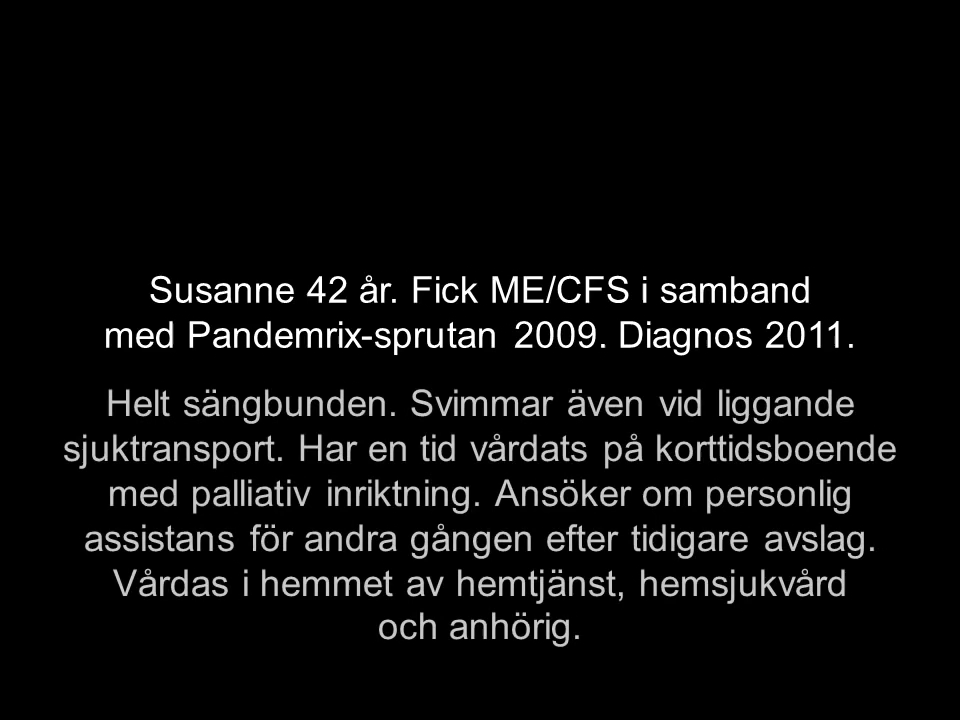 Susanne 42 år. Fick ME/CFS i samband
med Pandemrix-sprutan 2009. Diagnos 2011.
Helt sängbunden. Svimmar även vid liggande
sjuktransport. Har en tid vårdats på korttidsboende
med palliativ inriktning. Ansöker om personlig
assistans för andra gången efter tidigare avslag.
Vårdas i hemmet av hemtjänst, hemsjukvård
och anhörig.